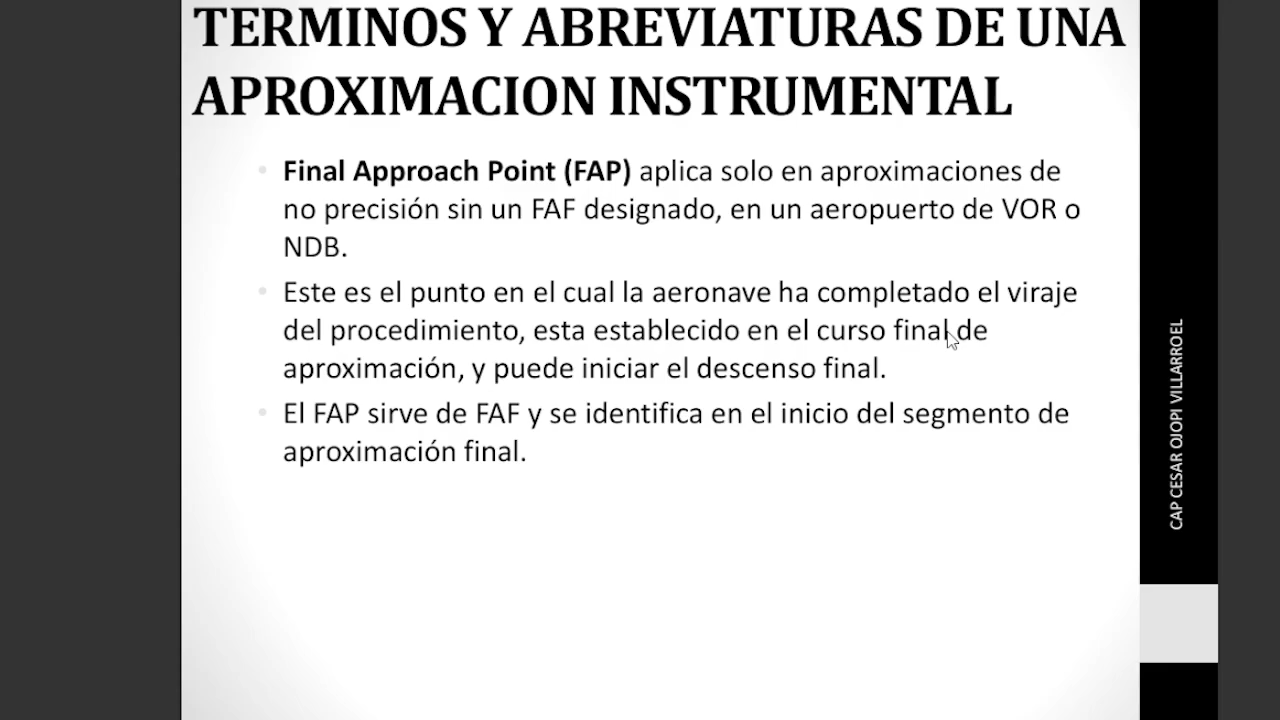 TERMINOS Y ABREVIATURAS DE UNA
APROXIMACION INSTRUMENTAL
• Final Approach Point (FAP) aplica solo en aproximaciones de
no precisión sin un FAF designado, en un aeropuerto de VOR o
NDB.
• Este es el punto en el cual la aeronave ha completado el viraje
del procedimiento, esta establecido en el curso final de
aproximación, y puede iniciar el descenso final.
• El FAP sirve de FAF y se identifica en el inicio del segmento de
aproximación final.
CAP CESAR OJOPI VILLARROEL